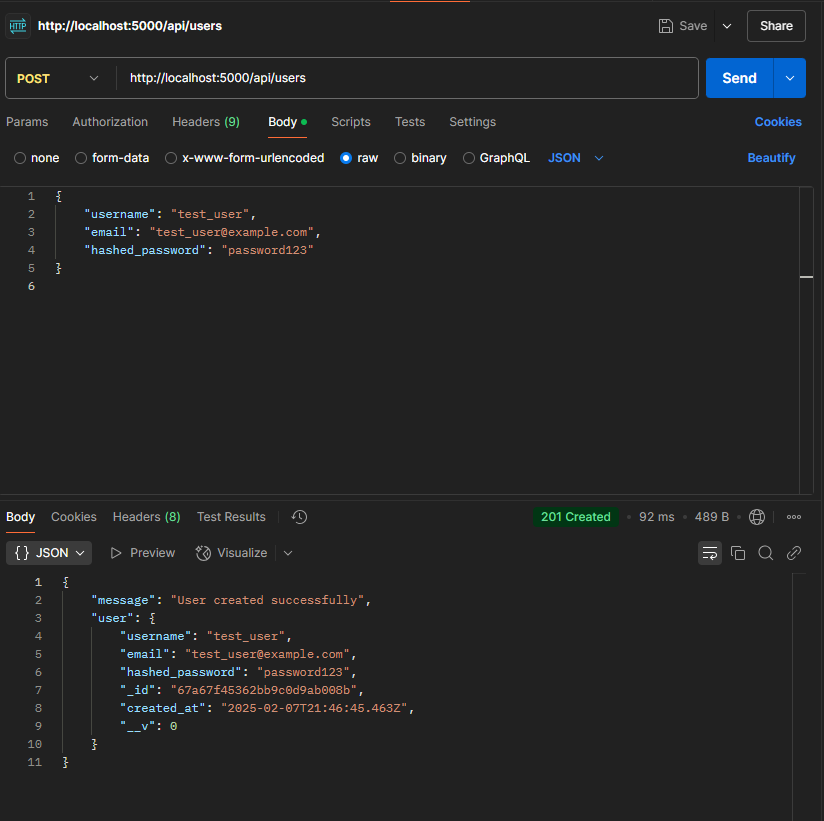 HTTP http://localhost:5000/api/users Save Share
POST http://localhost:5000/api/users Send
Params Authorization Headers (9) Body Scripts Tests Settings Cookies
none form-data x-www-form-urlencoded raw binary GraphQL JSON Beautify
1 {
2 "username": "test_user",
3 "email": "test_user@example.com",
4 "hashed_password": "password123"
5 }
6
Body Cookies Headers (8) Test Results 201 Created • 92 ms • 489 B •
{} JSON Preview Visualize
1 {
2 "message": "User created successfully",
3 "user": {
4 "username": "test_user",
5 "email": "test_user@example.com",
6 "hashed_password": "password123",
7 "_id": "67a67f45362bb9c0d9ab008b",
8 "created_at": "2025-02-07T21:46:45.463Z",
9 "__v": 0
10 }
11 }